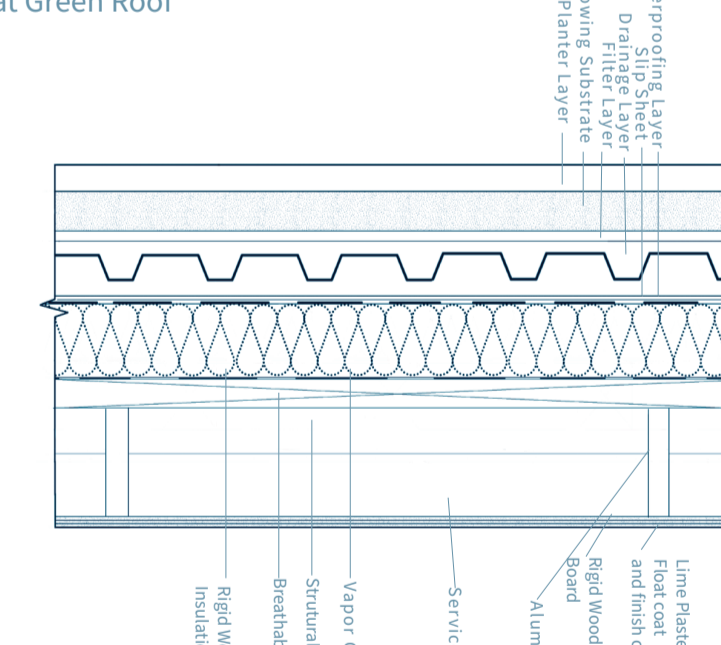 at Green Roof
Planter Layer
owing Substrate
Filter Layer
Drainage Layer
Slip Sheet
erproofing Layer
Rigid W
Insulati
Breathab
Strutural
Vapor
Servic
Alum
Rigid Wood
Board
Lime Plaste
Float coat
and finish c